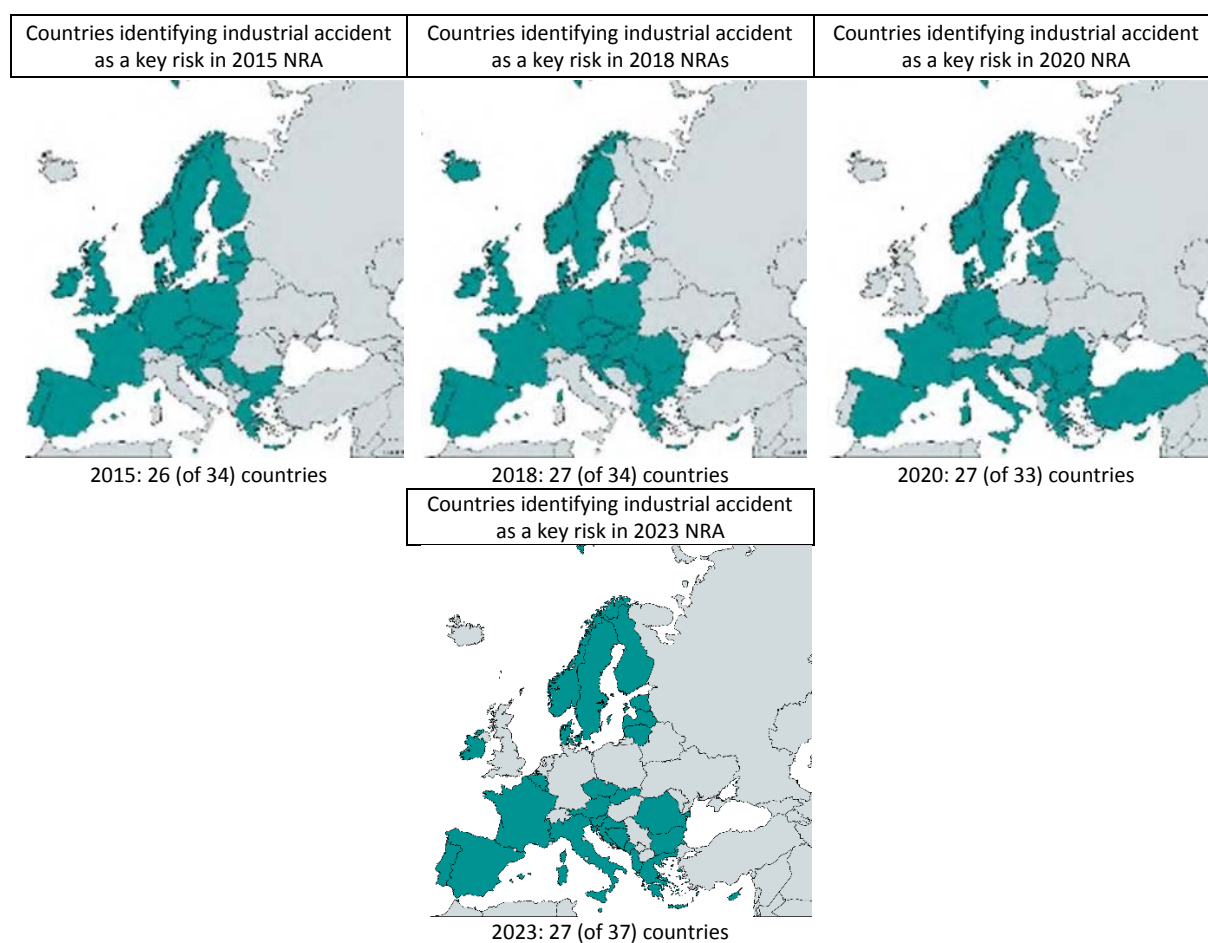 Countries identifying industrial accident
as a key risk in 2015 NRA
Countries identifying industrial accident
as a key risk in 2018 NRAs
Countries identifying industrial accident
as a key risk in 2020 NRA
2015: 26 (of 34) countries
2018: 27 (of 34) countries
2020: 27 (of 33) countries
Countries identifying industrial accident
as a key risk in 2023 NRA
2023: 27 (of 37) countries